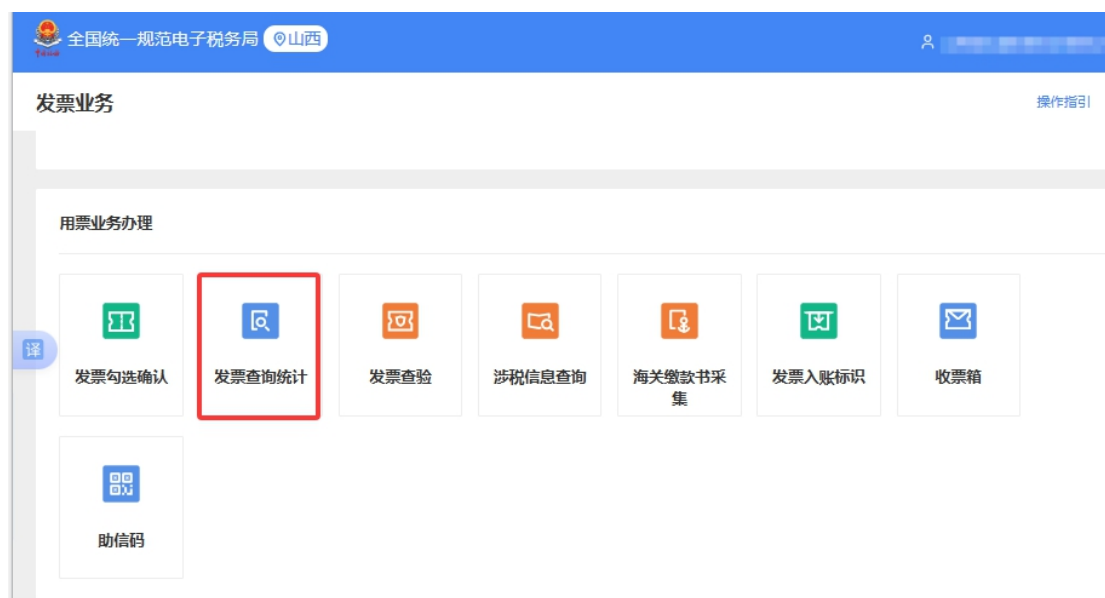 全国统一规范电子税务局 山西
发票业务
操作指引
用票业务办理
译
发票勾选确认 发票查询统计 发票查验 涉税信息查询 海关缴款书采 发票入账标识 收票箱
集
助信码